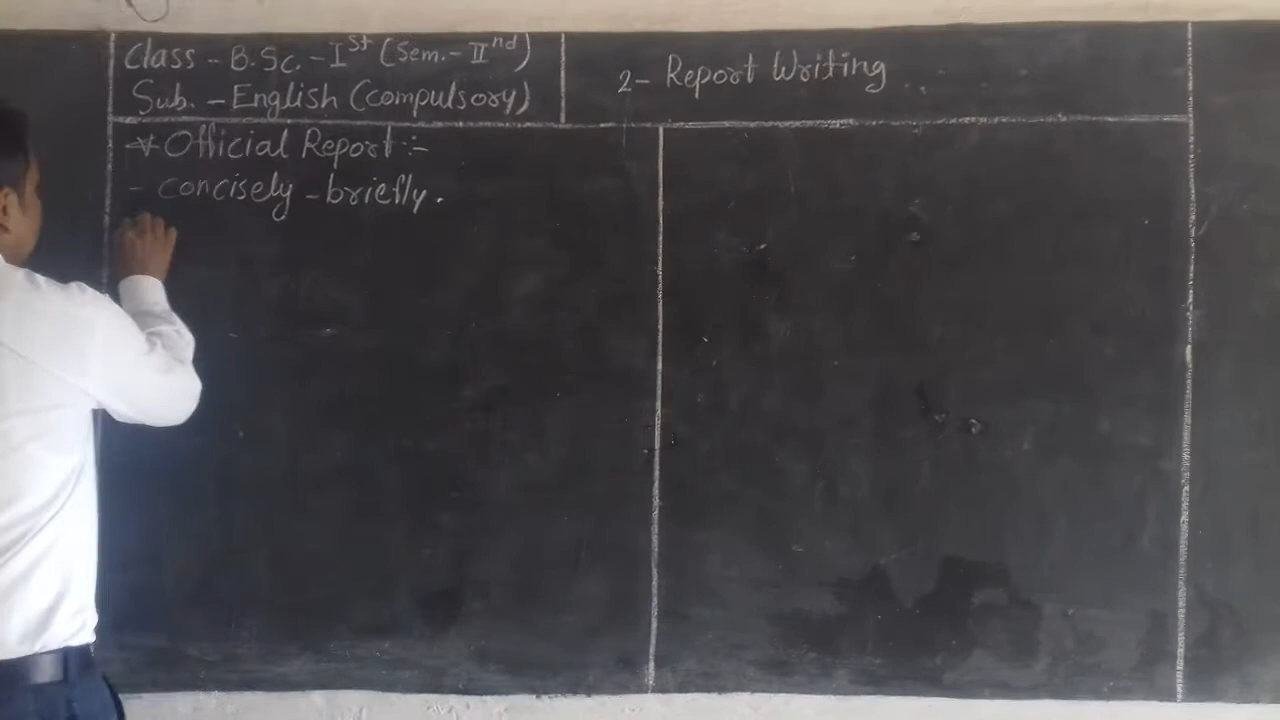 Class - B.Sc. - Ist (Sem. - IInd)
Sub. - English (compulsory)
2- Report Writing
* Official Report :-
- concisely - briefly.